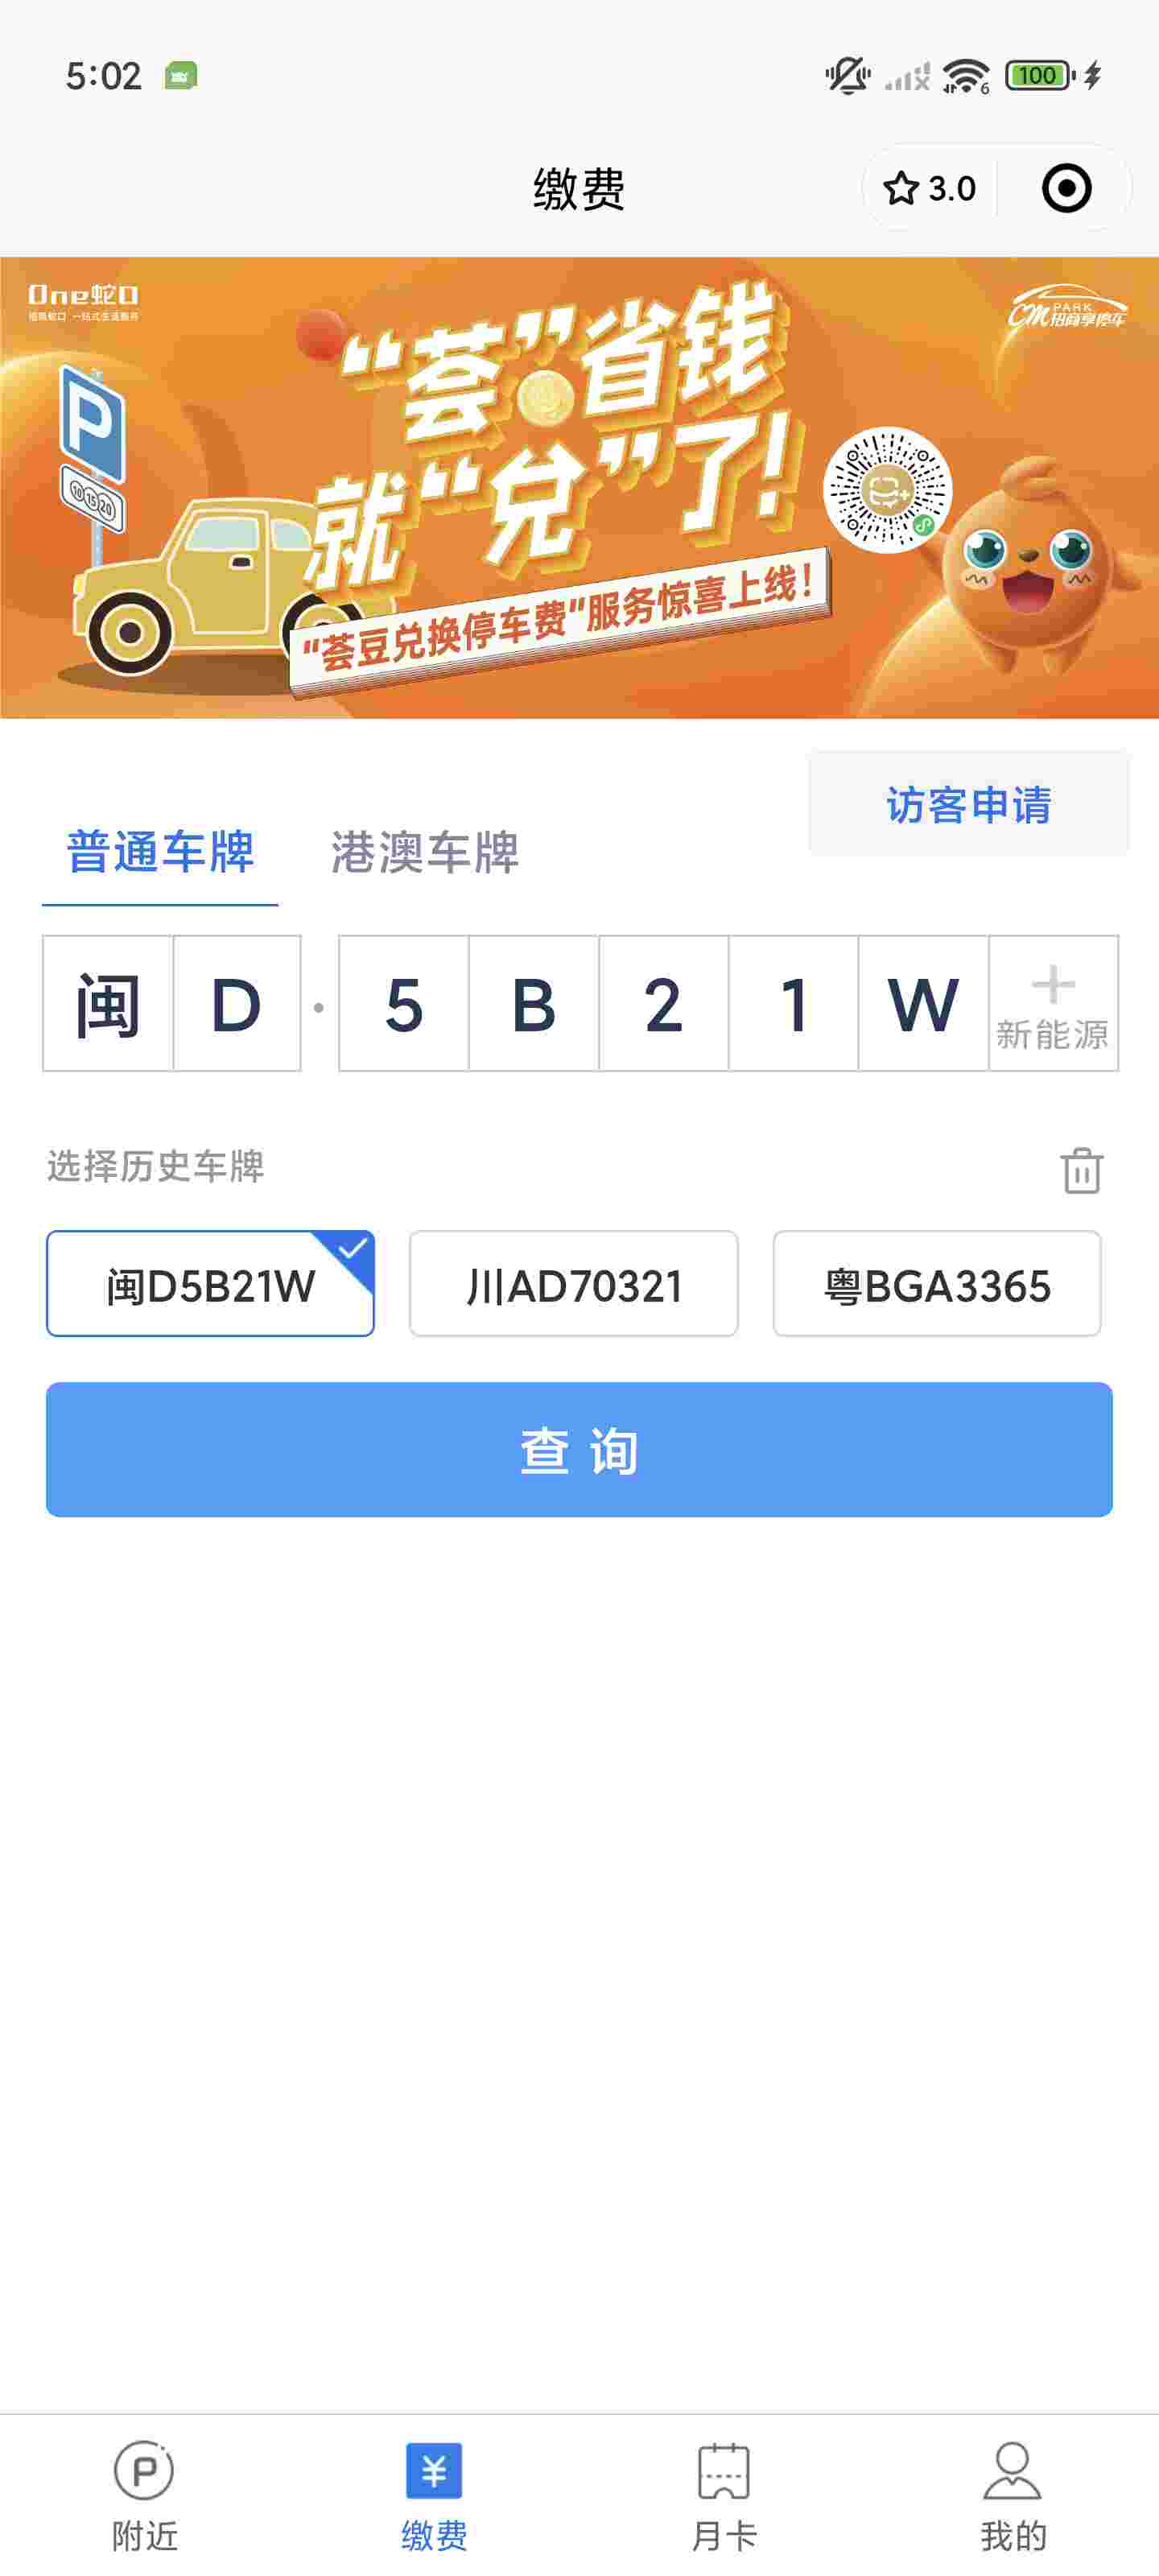 5:02
100
缴费
3.0
One蛇口
招商蛇口 一站式生活服务
PARK
CM招商享停车
“荟”省钱
就“兑”了!
P
10 15 20
“荟豆兑换停车费”服务惊喜上线!
访客申请
普通车牌 港澳车牌
闽 D · 5 B 2 1 W
新能源
选择历史车牌
闽D5B21W 川AD70321 粤BGA3365
查 询
附近 缴费 月卡 我的